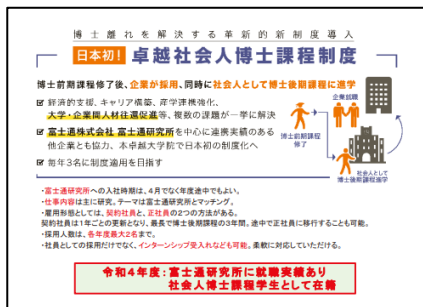 博士離れを解決する革新的新制度導入
日本初! 卓越社会人博士課程制度
博士前期課程修了後、企業が採用、同時に社会人として博士後期課程に進学
経済的支援、キャリア構築、産学連携強化、
大学・企業間人材往還促進等、複数の課題が一挙に解決
富士通株式会社 富士通研究所を中心に連携実績のある
他企業とも協力、本卓越大学院で日本初の制度化へ
毎年3名に制度適用を目指す
企業就職
博士前期課程
修了
社会人として
博士後期課程進学
・富士通研究所への入社時期は、4月でなく年度途中でもよい。
・仕事内容は主に研究。テーマは富士通研究所とマッチング。
・雇用形態としては、契約社員と、正社員の2つの方法がある。
契約社員は1年ごとの更新となり、最長で博士後期課程の3年間。途中で正社員に移行することも可能。
・採用人数は、各年度最大2名まで。
・社員としての採用だけでなく、インターンシップ受入れなども可能。柔軟に対応していただける。
令和4年度:富士通研究所に就職実績あり
社会人博士課程学生として在籍